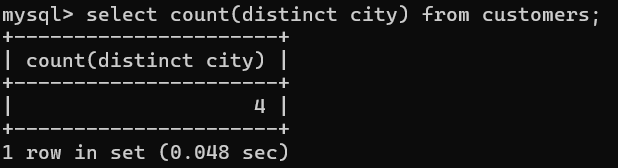 mysql> select count(distinct city) from customers;
+----------------------+
| count(distinct city) |
+----------------------+
|                    4 |
+----------------------+
1 row in set (0.048 sec)